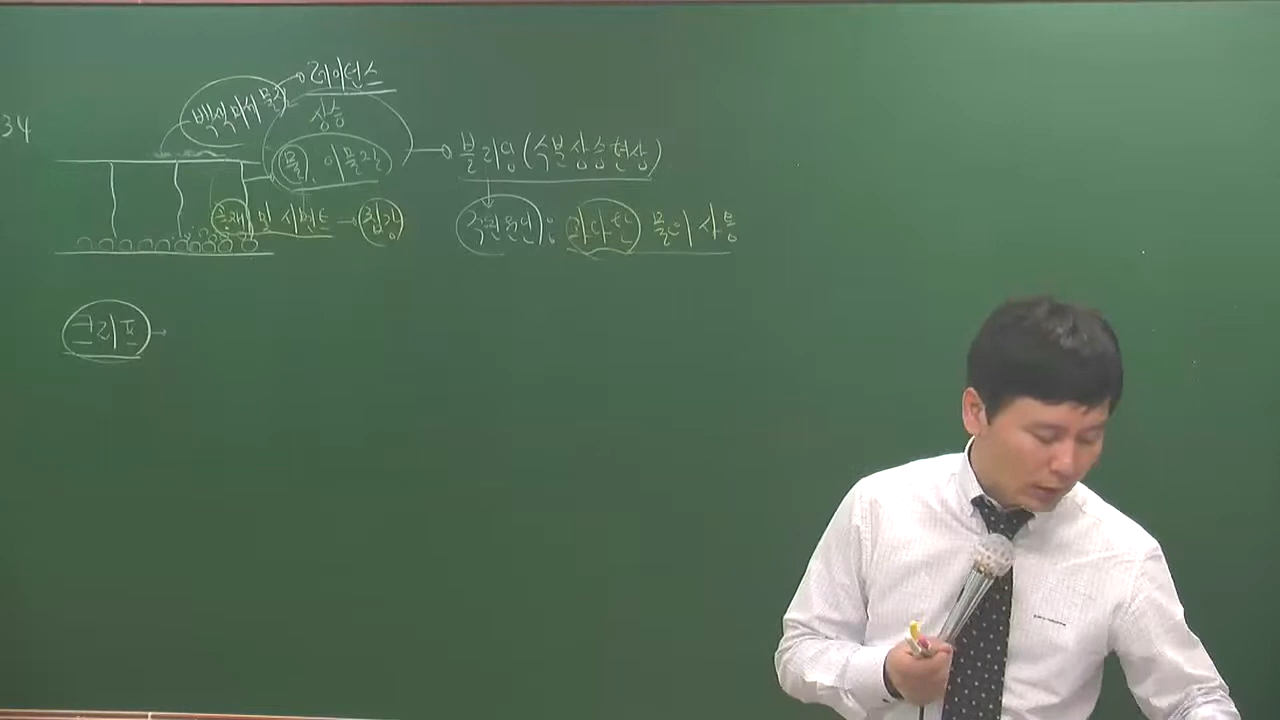 34
레이턴스
백색미세물질
상승
물, 이물질
블리딩(수분상승현상)
골재 및 시멘트 → 침강
주된원인: 과다한 물의 사용
크리프 →